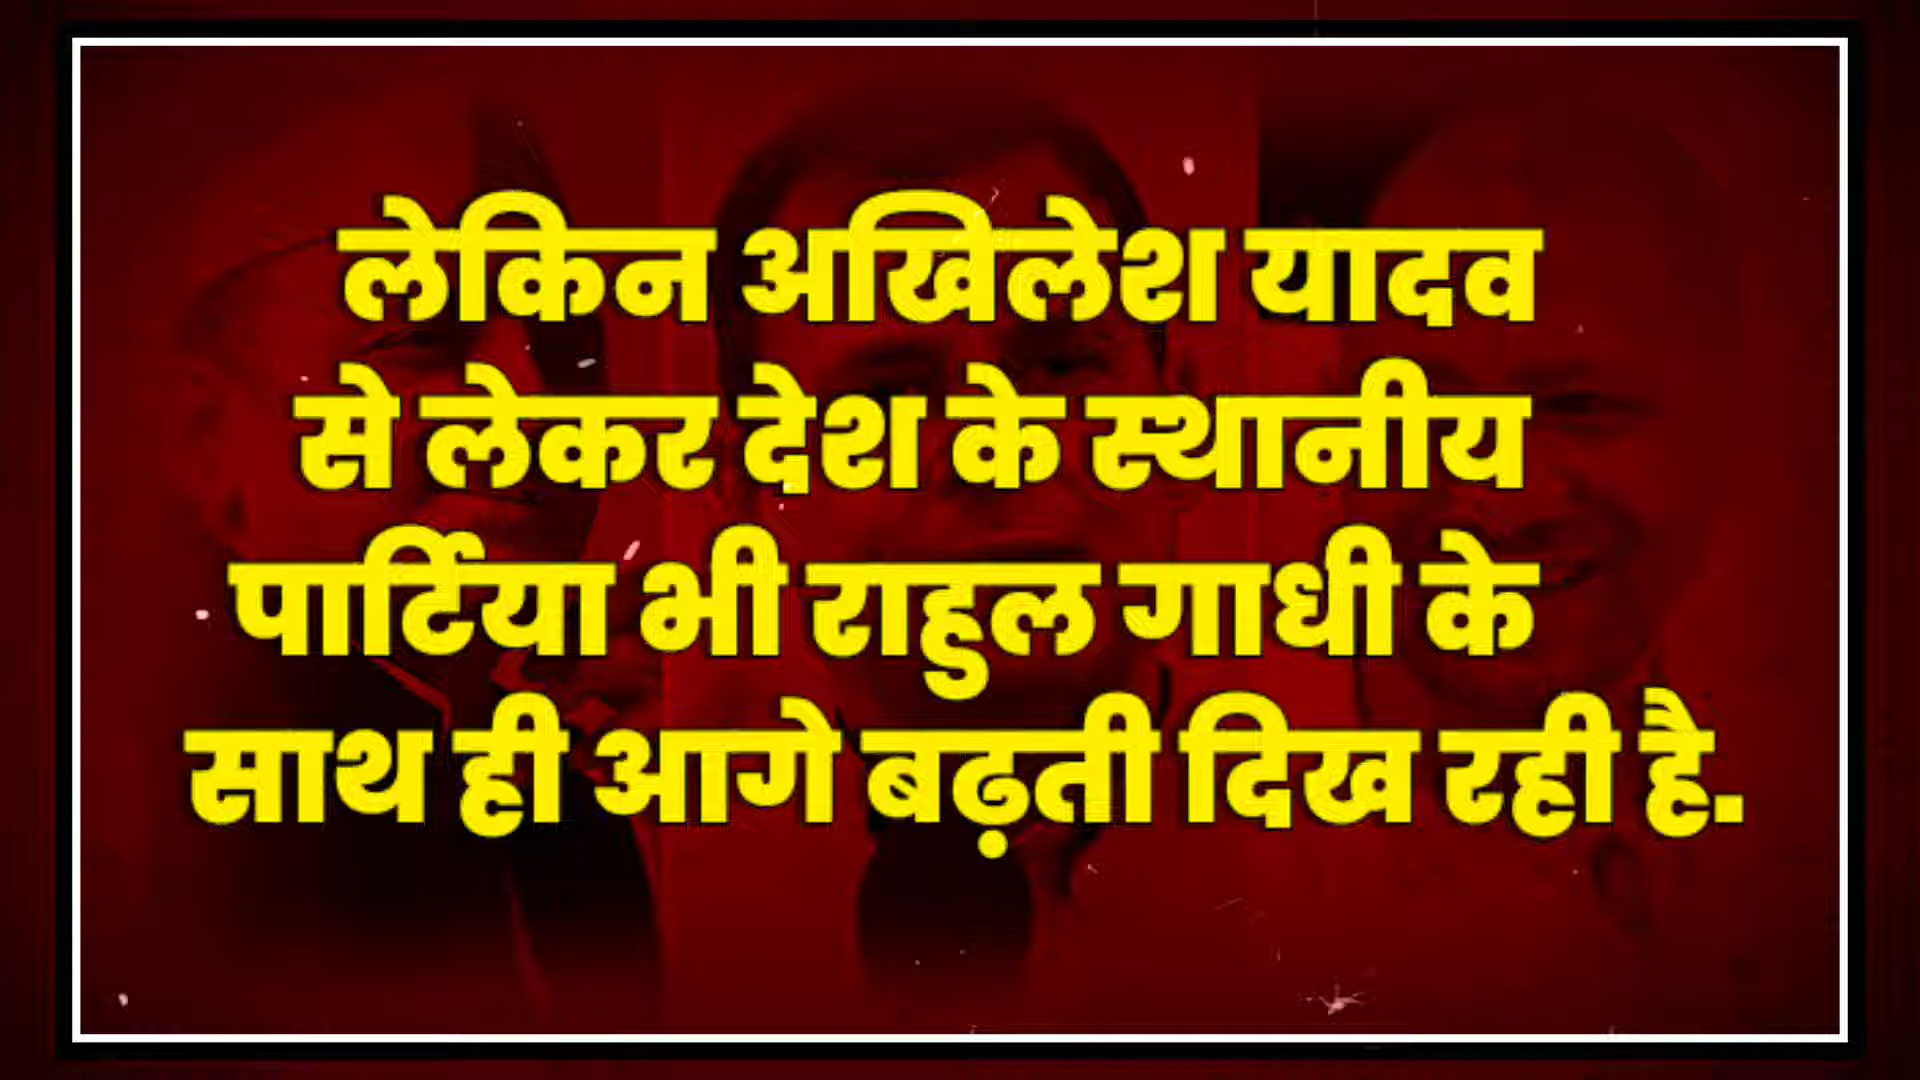 लेकिन अखिलेश यादव
से लेकर देश के स्थानीय
पार्टिया भी राहुल गाधी के
साथ ही आगे बढ़ती दिख रही है.